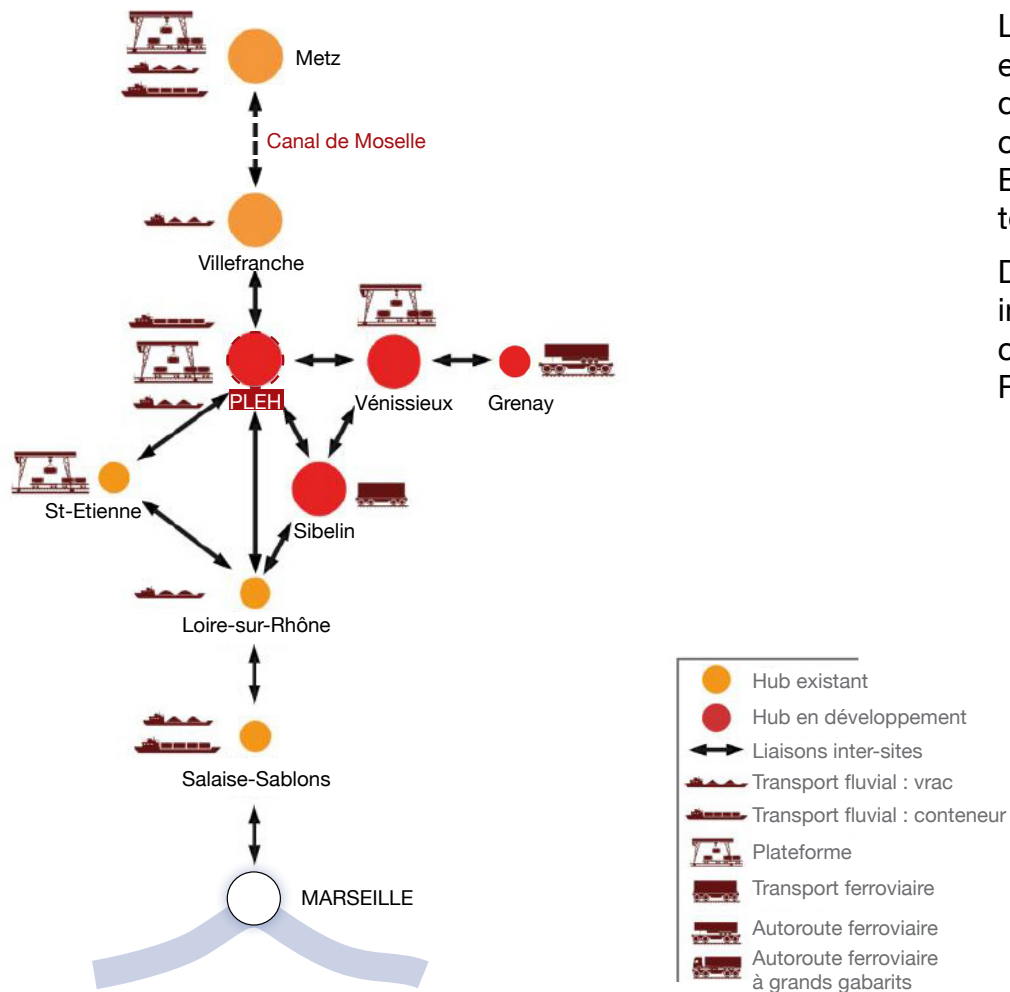 Metz
Canal de Moselle
Villefranche
PLEH
Vénissieux
Grenay
St-Etienne
Sibelin
Loire-sur-Rhône
Salaise-Sablons
MARSEILLE
Hub existant
Hub en développement
Liaisons inter-sites
Transport fluvial : vrac
Transport fluvial : conteneur
Plateforme
Transport ferroviaire
Autoroute ferroviaire
Autoroute ferroviaire
à grands gabarits